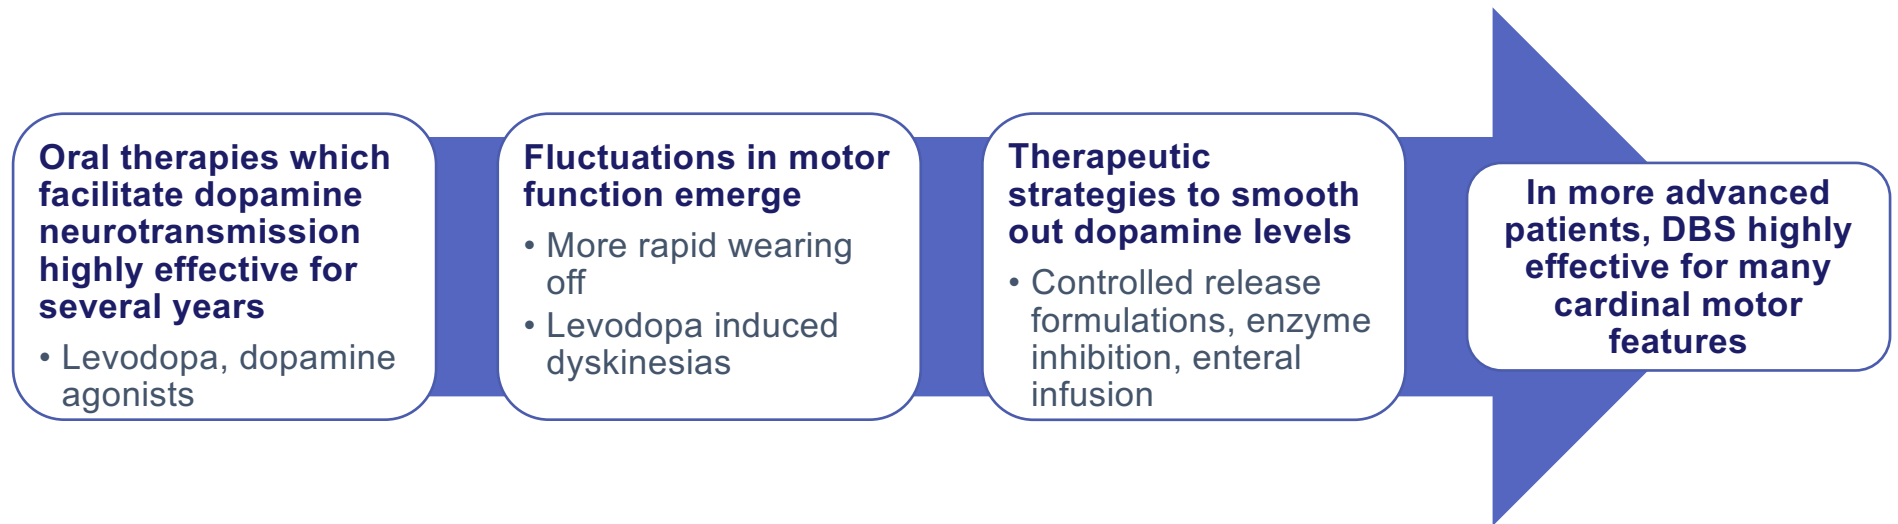 Oral therapies which
facilitate dopamine
neurotransmission
highly effective for
several years
• Levodopa, dopamine
agonists
Fluctuations in motor
function emerge
• More rapid wearing
off
• Levodopa induced
dyskinesias
Therapeutic
strategies to smooth
out dopamine levels
• Controlled release
formulations, enzyme
inhibition, enteral
infusion
In more advanced
patients, DBS highly
effective for many
cardinal motor
features